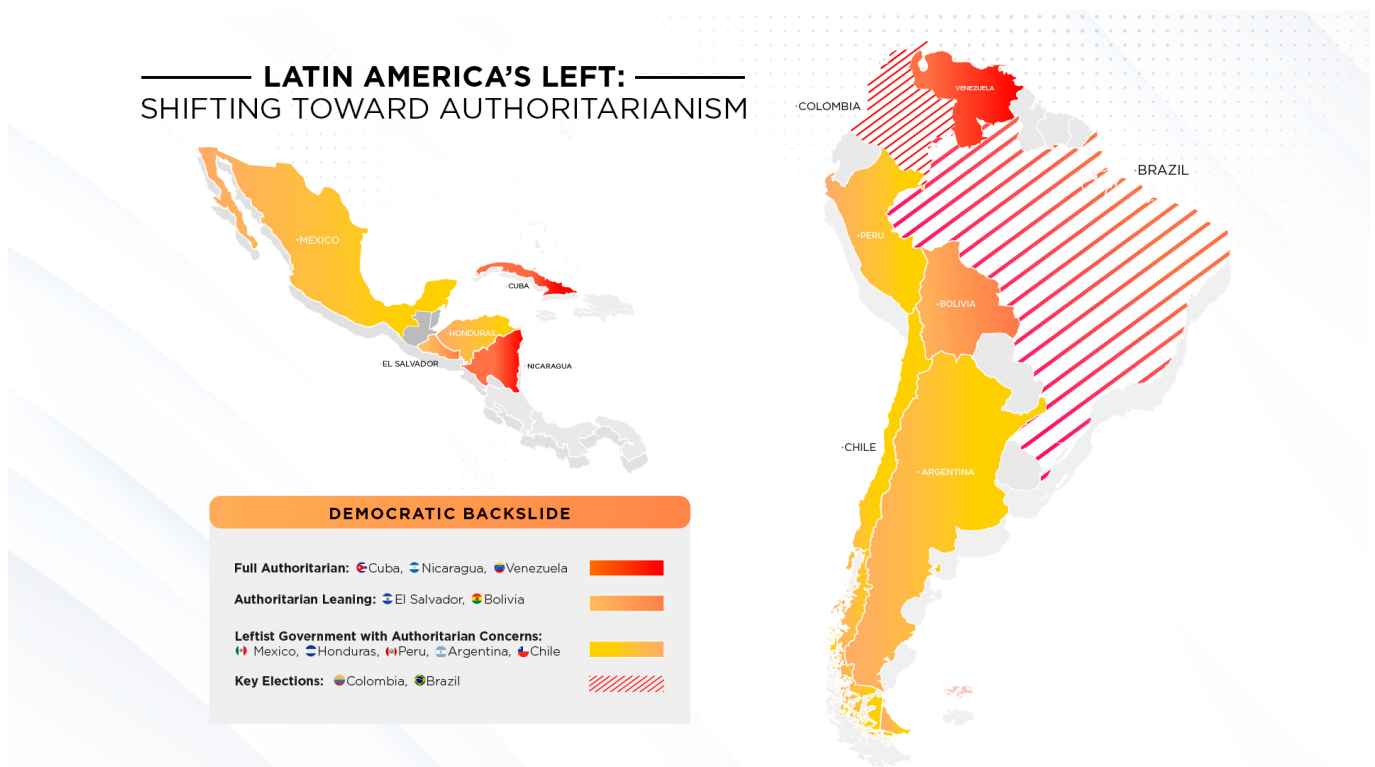 LATIN AMERICA'S LEFT:
SHIFTING TOWARD AUTHORITARIANISM
•MEXICO
•CUBA
•HONDURAS
•EL SALVADOR
•NICARAGUA
•COLOMBIA
VENEZUELA
•BRAZIL
•PERU
•BOLIVIA
•CHILE
•ARGENTINA
DEMOCRATIC BACKSLIDE
Full Authoritarian: Cuba, Nicaragua, Venezuela
Authoritarian Leaning: El Salvador, Bolivia
Leftist Government with Authoritarian Concerns:
Mexico, Honduras, Peru, Argentina, Chile
Key Elections: Colombia, Brazil